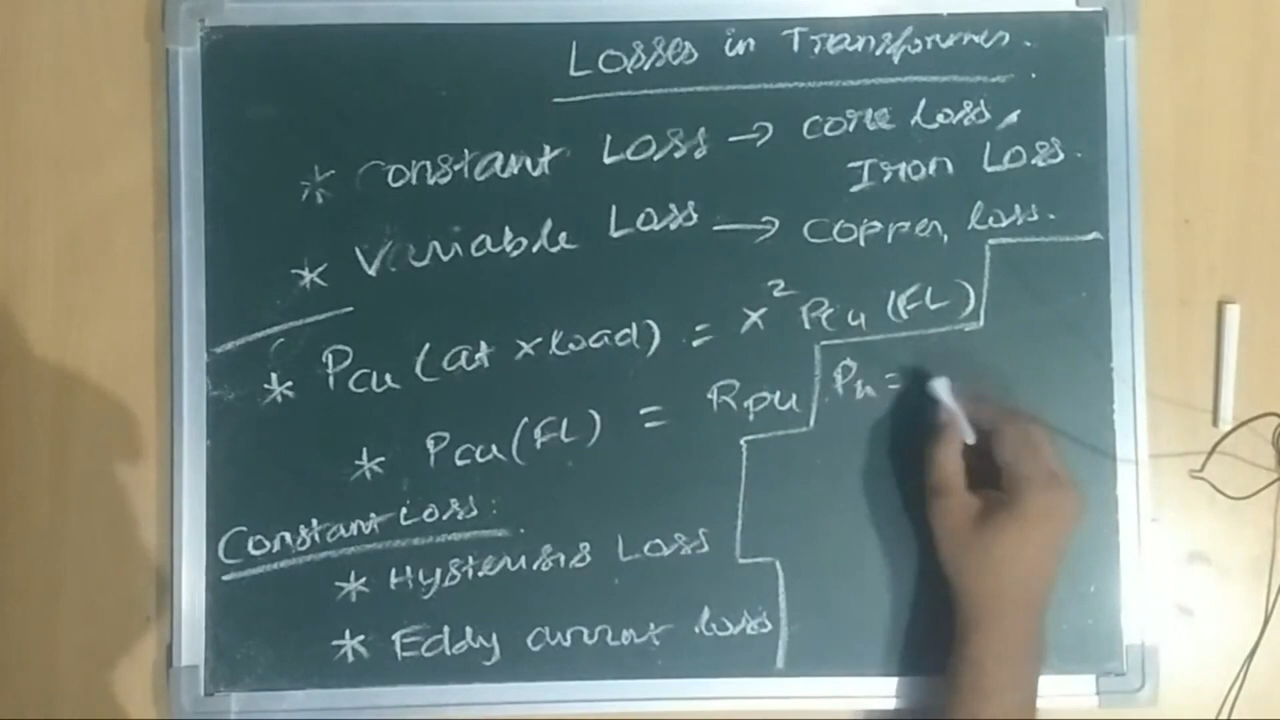 Losses in Transformer.
* Constant Loss → core loss,
Iron Loss.
* Variable Loss → copper loss.
* Pcu (at x load) = x² Pcu (FL)
* Pcu (FL) = Rpu
Ph =
Constant Loss:
* Hysteresis Loss
* Eddy current loss